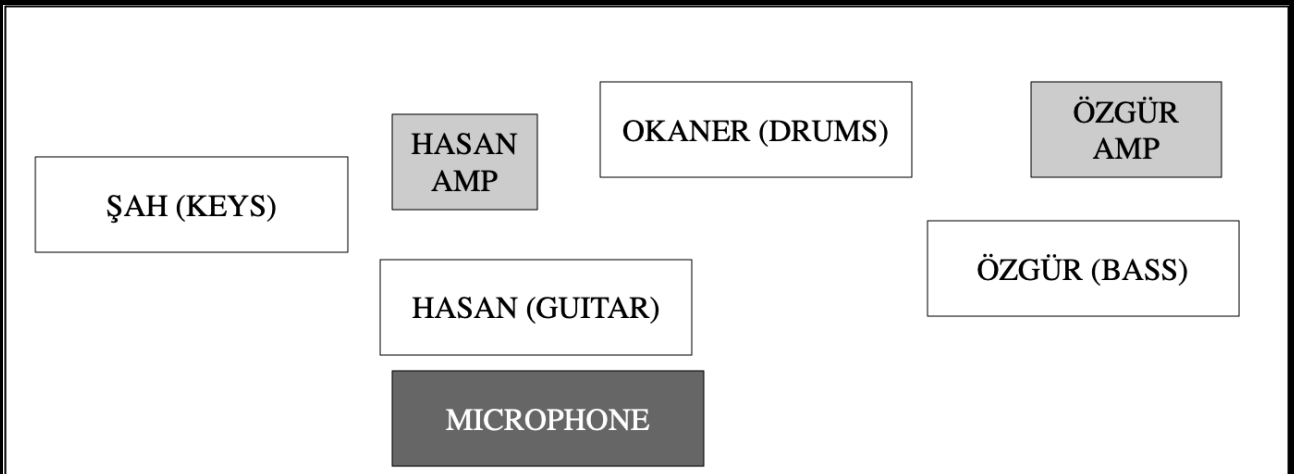 HASAN
AMP
OKANER (DRUMS)
ÖZGÜR
AMP
ŞAH (KEYS)
HASAN (GUITAR)
ÖZGÜR (BASS)
MICROPHONE